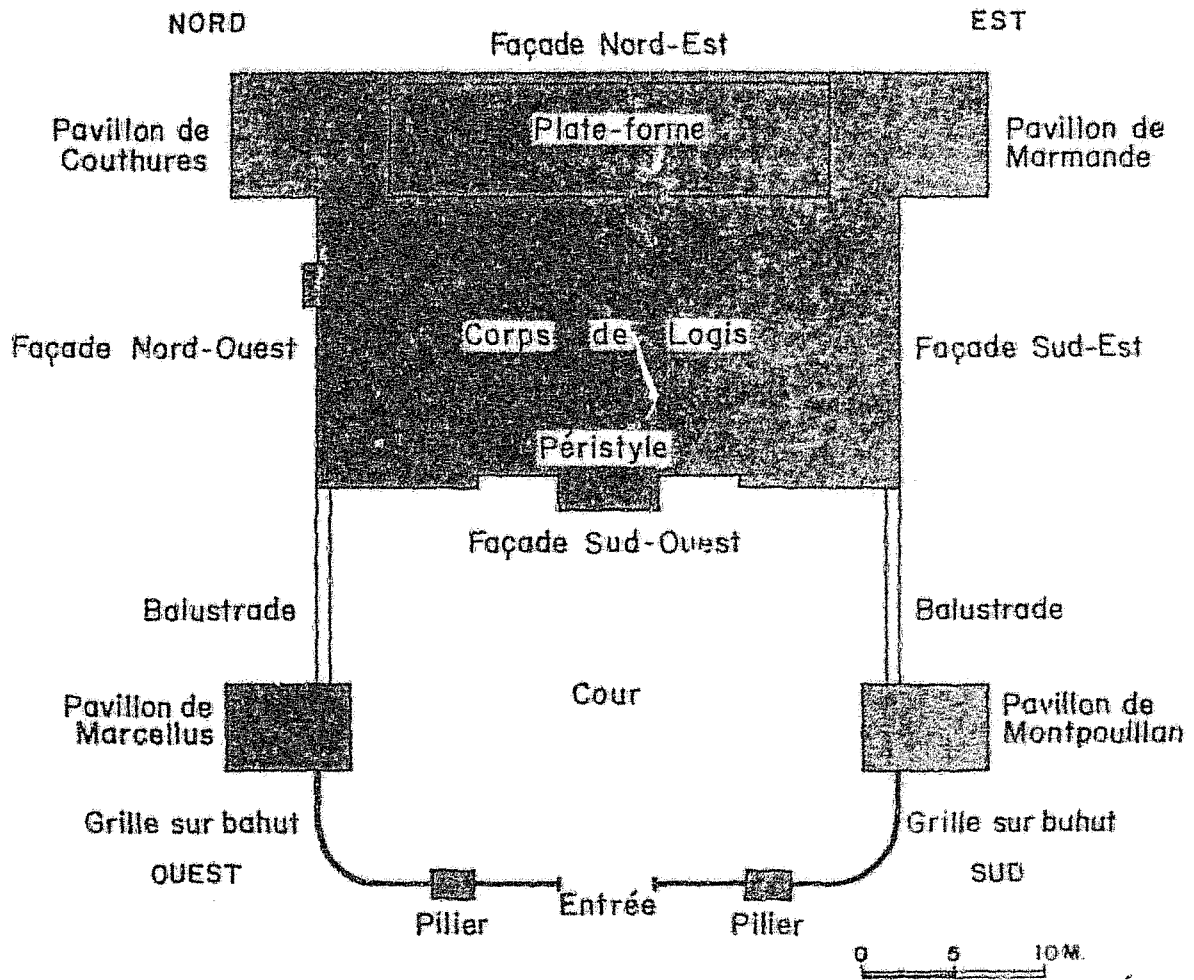 NORD
EST
Façade Nord-Est
Pavillon de
Couthures
Plate-forme
Pavillon de
Marmande
Façade Nord-Ouest
Corps de Logis
Façade Sud-Est
Péristyle
Façade Sud-Ouest
Balustrade
Balustrade
Pavillon de
Marcellus
Cour
Pavillon de
Montpouillan
Grille sur bahut
Grille sur buhut
OUEST
SUD
Pilier
Entrée
Pilier
0 5 10 M.